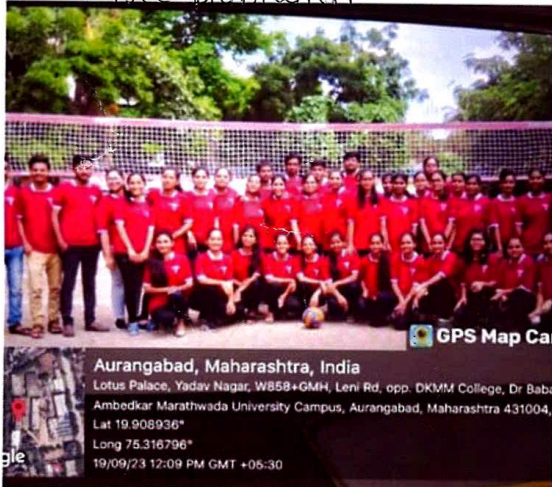 GPS Map Ca
Aurangabad, Maharashtra, India
Lotus Palace, Yadav Nagar, W858+GMH, Leni Rd, opp. DKMM College, Dr Baba
Ambedkar Marathwada University Campus, Aurangabad, Maharashtra 431004,
Lat 19.908936°
Long 75.316796°
gle
19/09/23 12:09 PM GMT +05:30